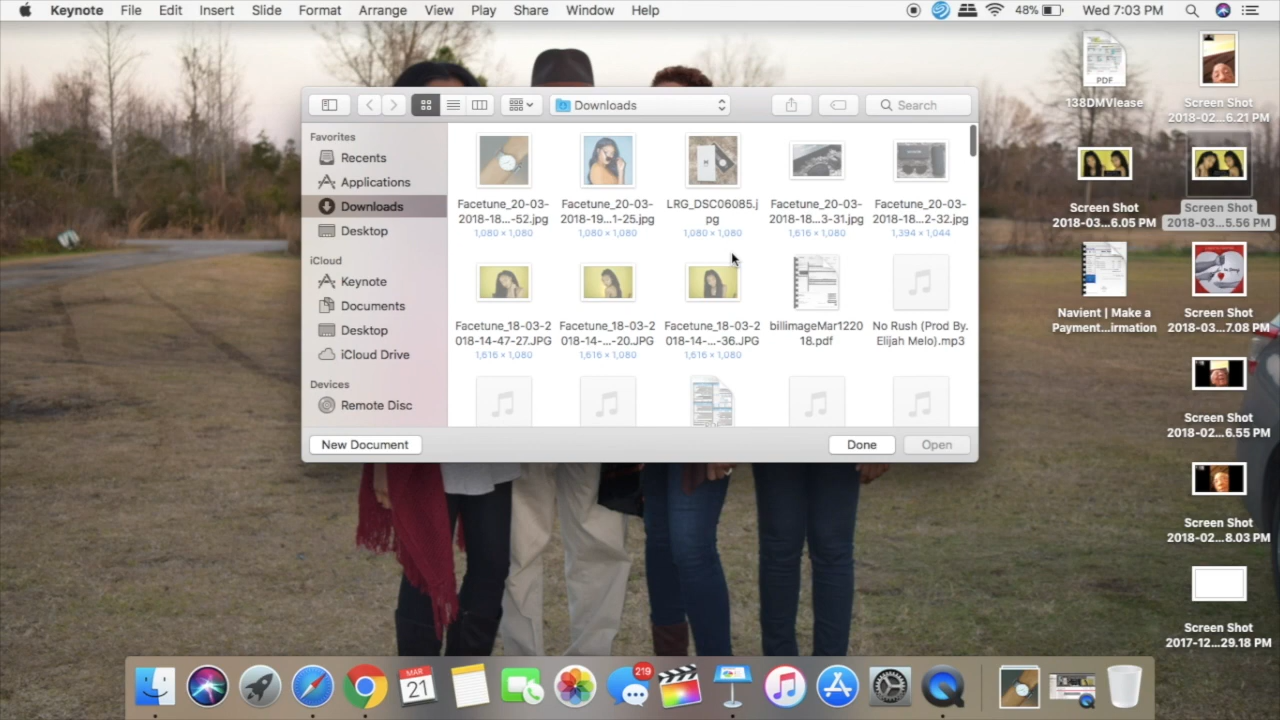 Keynote File Edit Insert Slide Format Arrange View Play Share Window Help 48% Wed 7:03 PM
Downloads Search
Favorites
Recents
Applications
Downloads
Desktop
iCloud
Keynote
Documents
Desktop
iCloud Drive
Devices
Remote Disc
Facetune_20-03-
2018-18...-52.jpg
1,080 × 1,080
Facetune_20-03-
2018-19...1-25.jpg
1,080 × 1,080
LRG_DSC06085.j
pg
1,080 × 1,080
Facetune_20-03-
2018-18...3-31.jpg
1,616 × 1,080
Facetune_20-03-
2018-18...2-32.jpg
1,394 × 1,044
Facetune_18-03-2
018-14-47-27.JPG
1,616 × 1,080
Facetune_18-03-2
018-14-...-20.JPG
1,616 × 1,080
Facetune_18-03-2
018-14-...-36.JPG
1,616 × 1,080
billimageMar1220
18.pdf
No Rush (Prod By.
Elijah Melo).mp3
New Document Done Open
PDF
138DMVlease
Screen Shot
2018-02...6.21 PM
Screen Shot
2018-03...6.05 PM
Screen Shot
2018-03...5.56 PM
Navient | Make a
Payment...irmation
Screen Shot
2018-03...7.08 PM
Screen Shot
2018-02...6.55 PM
Screen Shot
2018-02...8.03 PM
Screen Shot
2017-12...29.18 PM
MAR
21
219